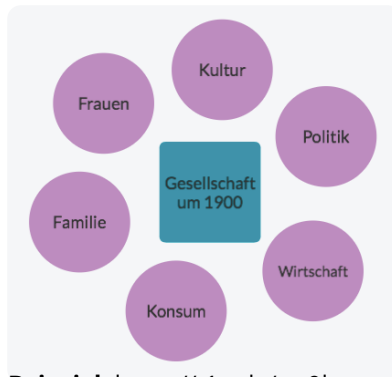 Kultur
Frauen
Politik
Gesellschaft
um 1900
Familie
Wirtschaft
Konsum